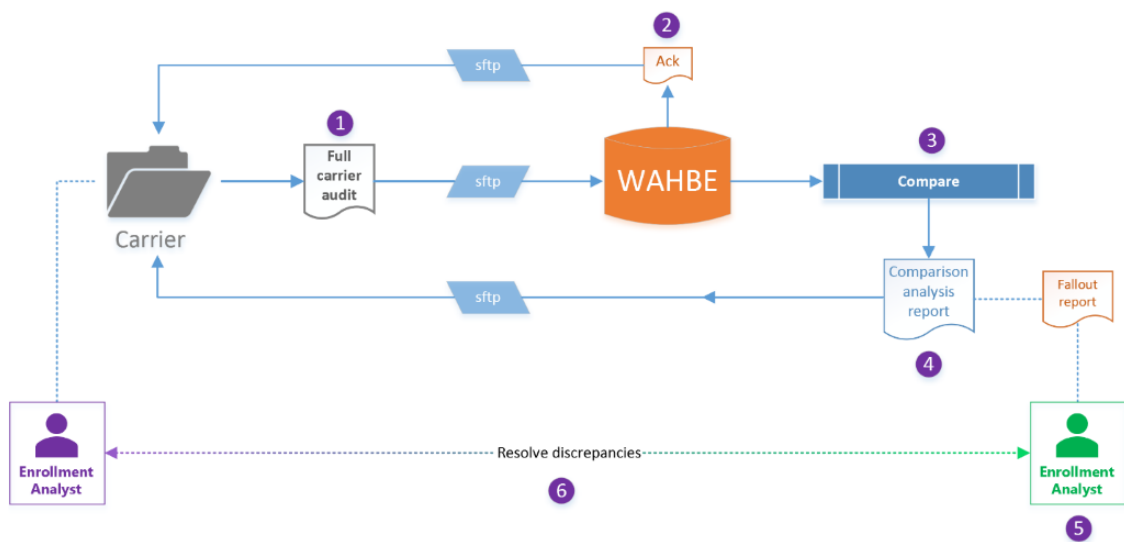 2
sftp
Ack
1
Full
carrier
audit
3
sftp
WAHBE
Compare
Carrier
sftp
Comparison
analysis
report
Fallout
report
4
Enrollment
Analyst
Resolve discrepancies
Enrollment
Analyst
6
5